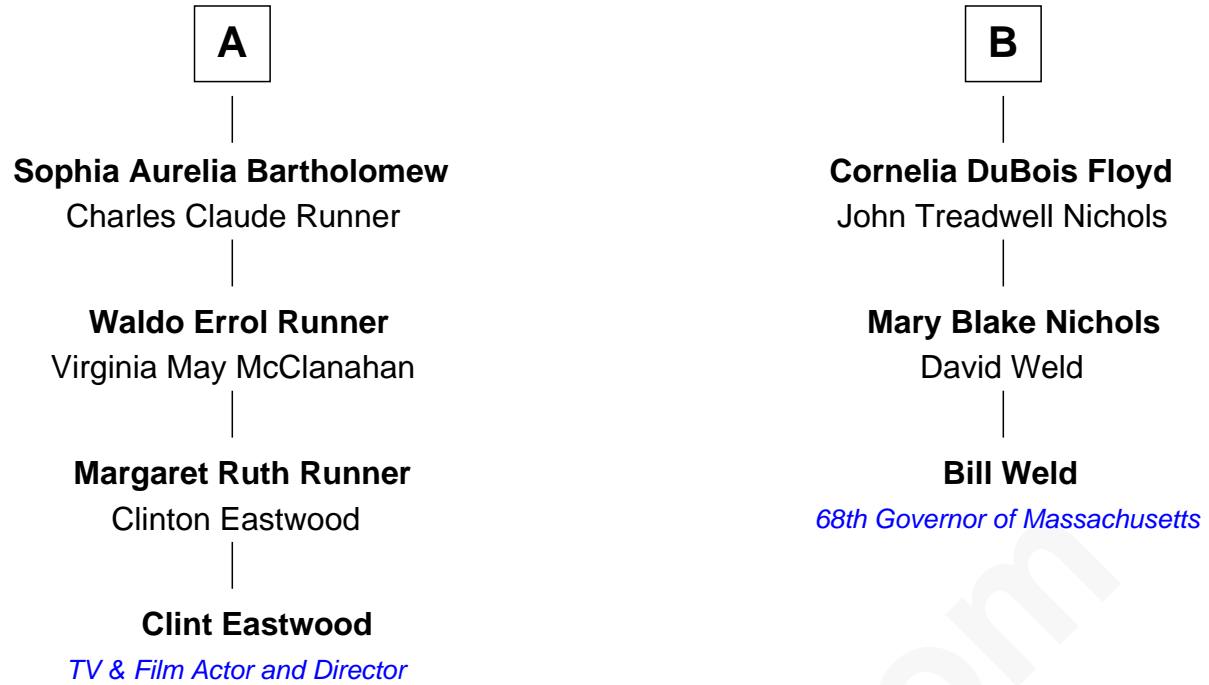 A
Sophia Aurelia Bartholomew
Charles Claude Runner
Waldo Errol Runner
Virginia May McClanahan
Margaret Ruth Runner
Clinton Eastwood
Clint Eastwood
TV & Film Actor and Director
B
Cornelia DuBois Floyd
John Treadwell Nichols
Mary Blake Nichols
David Weld
Bill Weld
68th Governor of Massachusetts
om